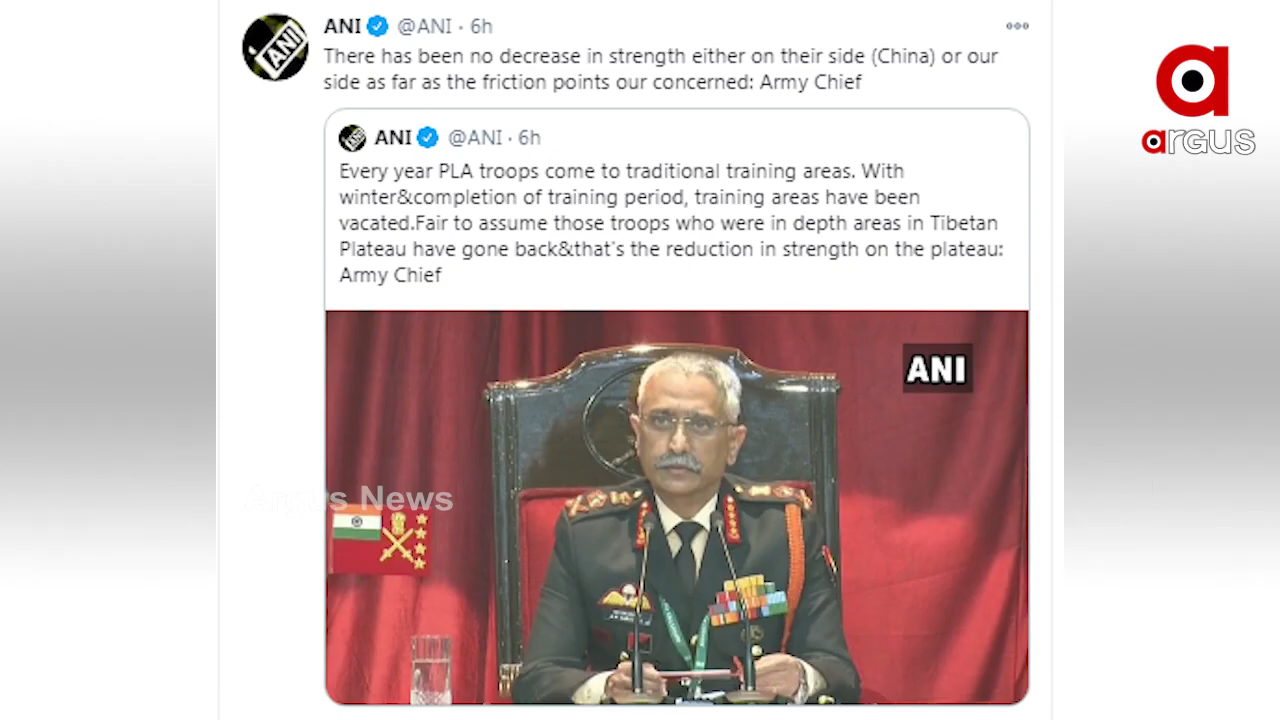 ANI @ANI · 6h
There has been no decrease in strength either on their side (China) or our
side as far as the friction points our concerned: Army Chief
ANI @ANI · 6h
Every year PLA troops come to traditional training areas. With
winter&completion of training period, training areas have been
vacated.Fair to assume those troops who were in depth areas in Tibetan
Plateau have gone back&that's the reduction in strength on the plateau:
Army Chief
ANI
Argus News
argus
ANI